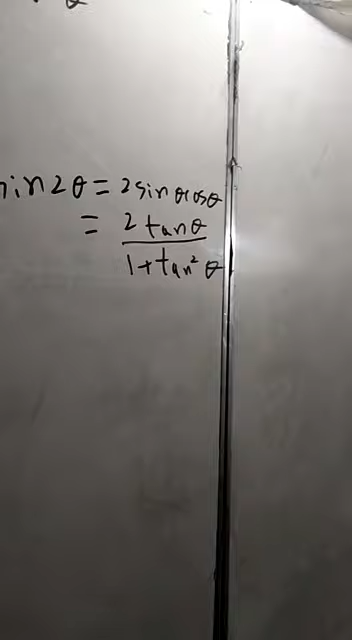 sin2θ = 2sinθcosθ
= 2tanθ
1+tan²θ